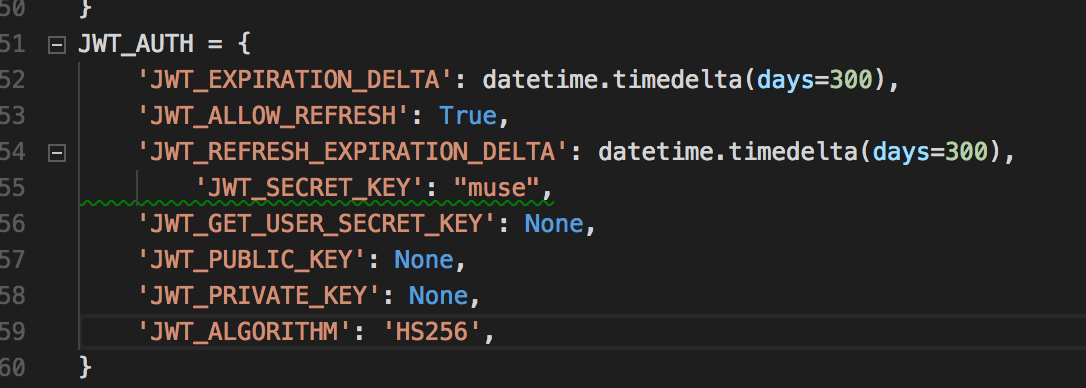 50 }
51 JWT_AUTH = {
52 'JWT_EXPIRATION_DELTA': datetime.timedelta(days=300),
53 'JWT_ALLOW_REFRESH': True,
54 'JWT_REFRESH_EXPIRATION_DELTA': datetime.timedelta(days=300),
55 'JWT_SECRET_KEY': "muse",
56 'JWT_GET_USER_SECRET_KEY': None,
57 'JWT_PUBLIC_KEY': None,
58 'JWT_PRIVATE_KEY': None,
59 'JWT_ALGORITHM': 'HS256',
60 }